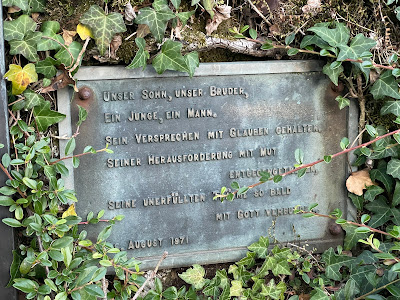 UNSER SOHN, UNSER BRUDER,
EIN JUNGE, EIN MANN.
SEIN VERSPRECHEN MIT GLAUBEN GEHALTEN,
SEINER HERAUSFORDERUNG MIT MUT
SEINE UNERFÜLLTEN SO BALD
MIT GOTT
AUGUST 1971